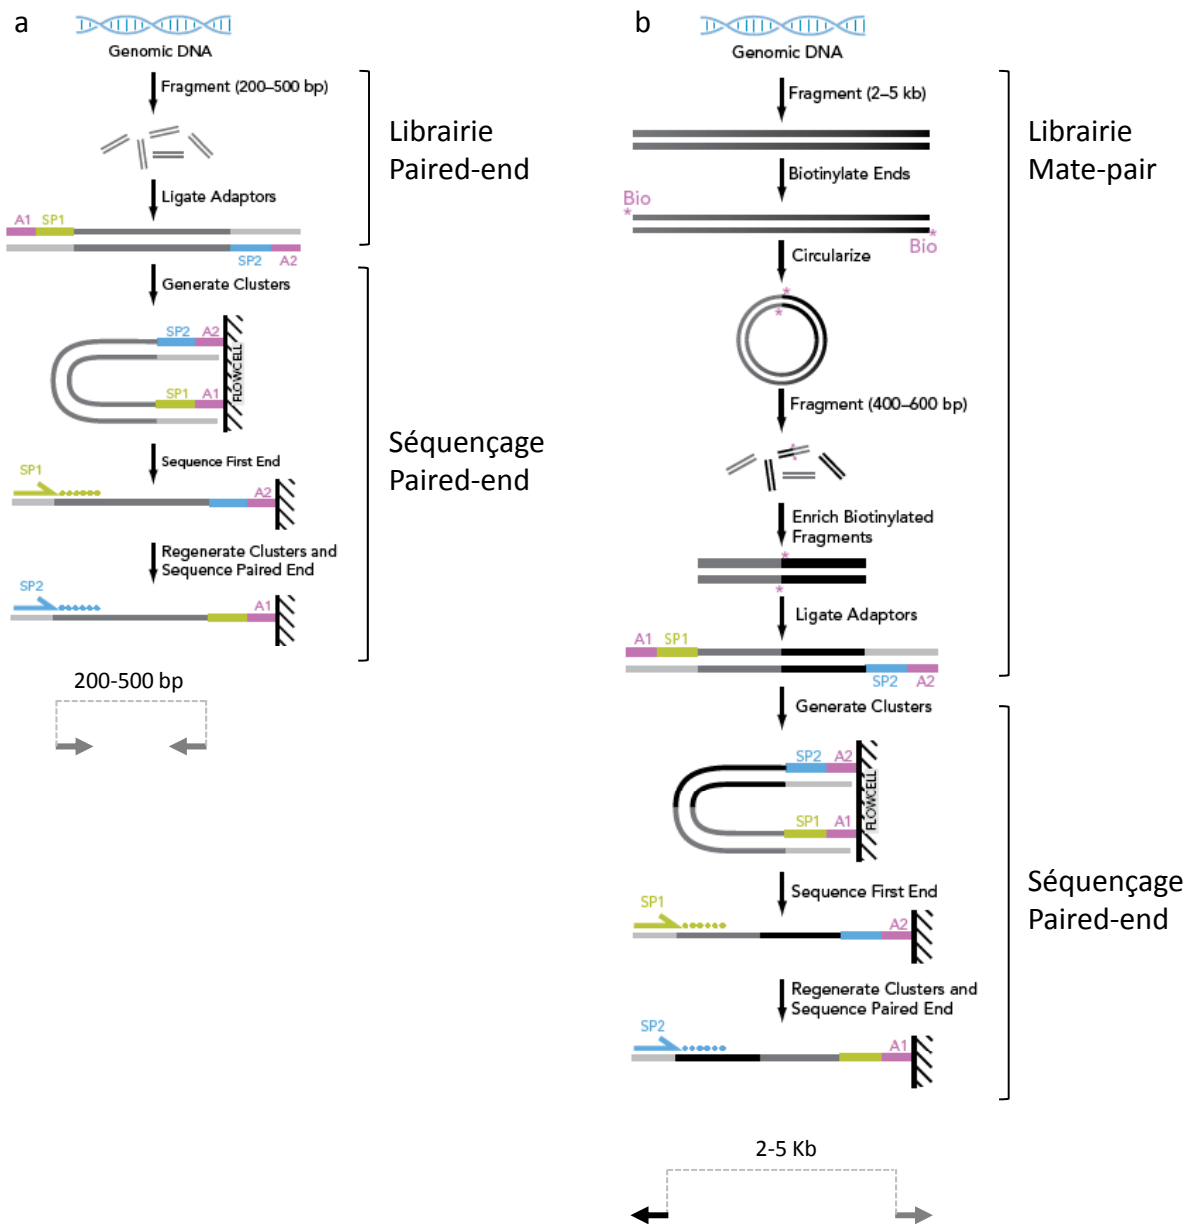 a
Genomic DNA
Fragment (200–500 bp)
Librairie
Paired-end
Ligate Adaptors
A1 SP1
SP2 A2
Generate Clusters
SP2 A2
FLOWCELL
SP1 A1
Séquençage
Paired-end
Sequence First End
SP1
A2
Regenerate Clusters and
Sequence Paired End
SP2
A1
200-500 bp
b
Genomic DNA
Fragment (2–5 kb)
Librairie
Mate-pair
Biotinylate Ends
Bio
*
*
Bio
Circularize
*
*
Fragment (400–600 bp)
Enrich Biotinylated
Fragments
*
*
Ligate Adaptors
A1 SP1
SP2 A2
Generate Clusters
SP2 A2
FLOWCELL
SP1 A1
Séquençage
Paired-end
Sequence First End
SP1
A2
Regenerate Clusters and
Sequence Paired End
SP2
A1
2-5 Kb